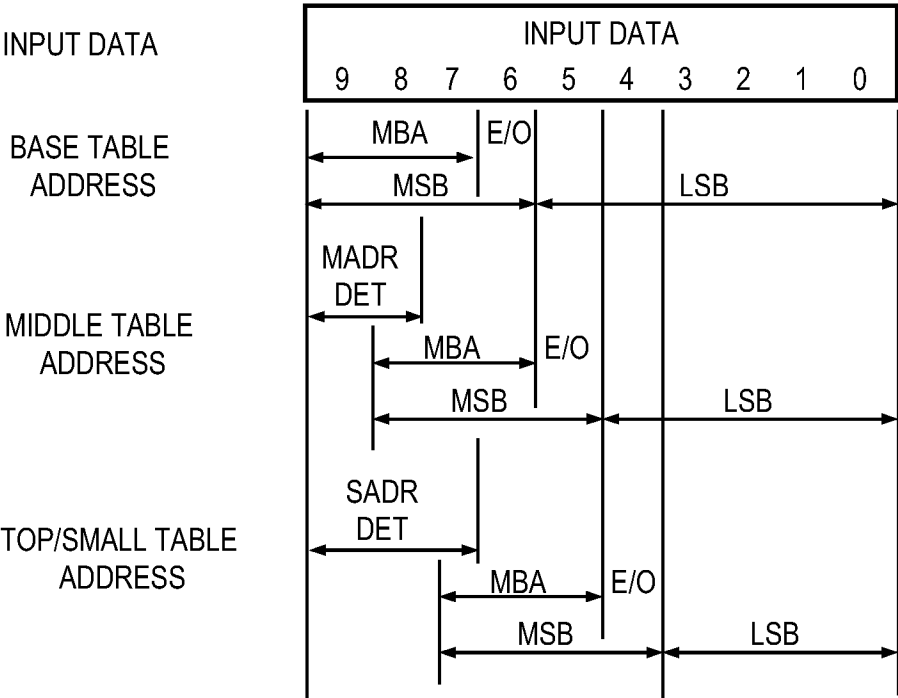 INPUT DATA
INPUT DATA
9 8 7 6 5 4 3 2 1 0
BASE TABLE
ADDRESS
MBA E/O
MSB LSB
MADR
DET
MIDDLE TABLE
ADDRESS
MBA E/O
MSB LSB
SADR
DET
TOP/SMALL TABLE
ADDRESS
MBA E/O
MSB LSB